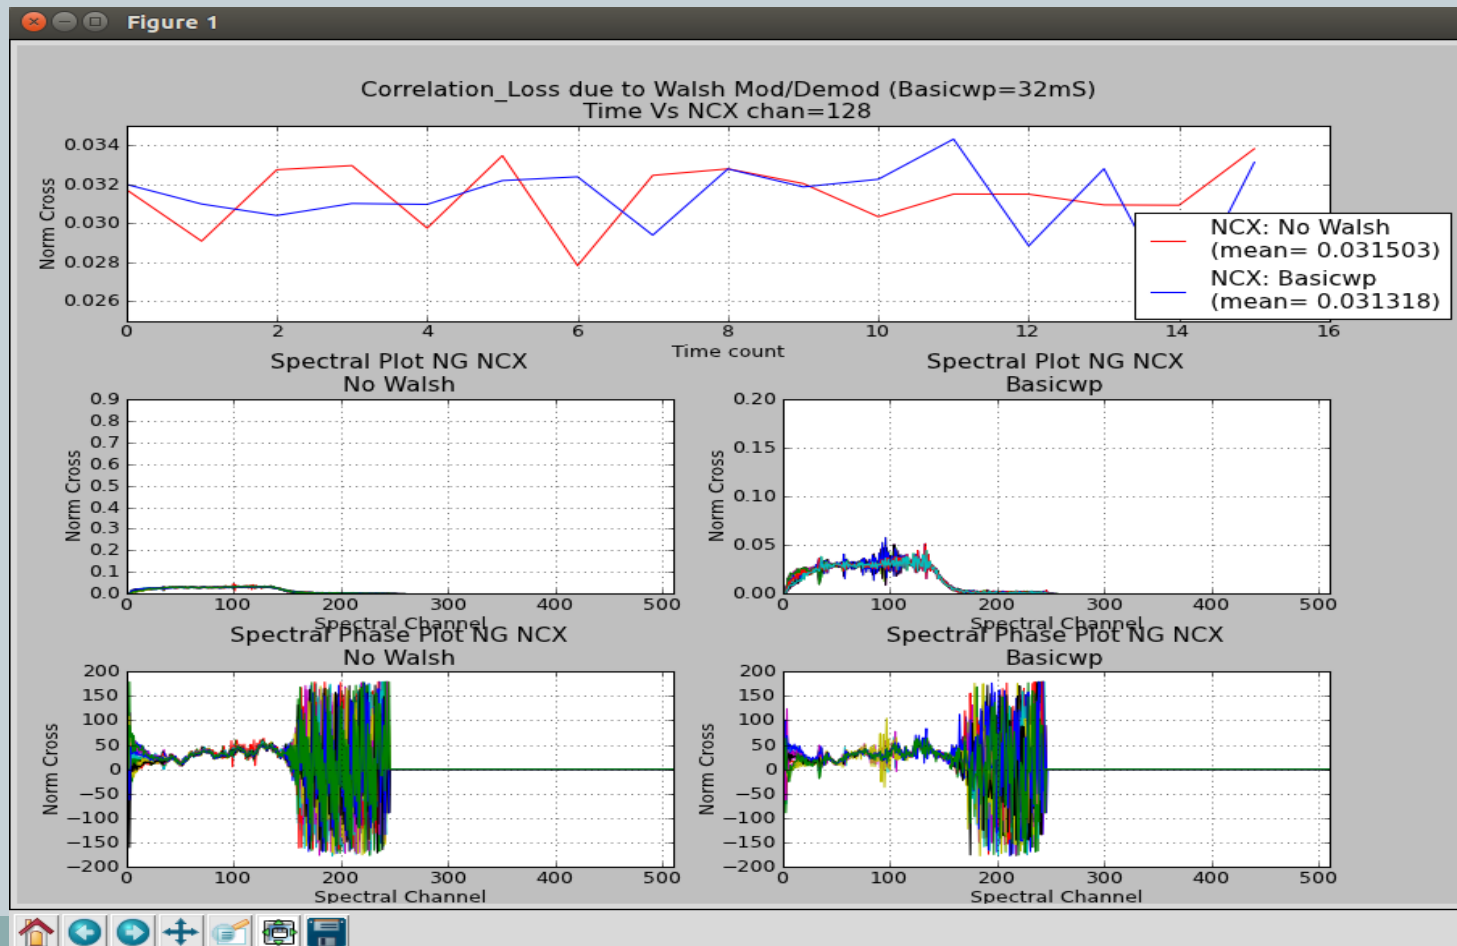 Figure 1
Correlation_Loss due to Walsh Mod/Demod (Basicwp=32mS)
Time Vs NCX chan=128
Norm Cross
0.034
0.032
0.030
0.028
0.026
0 2 4 6 8 10 12 14 16
Time count
NCX: No Walsh
(mean= 0.031503)
NCX: Basicwp
(mean= 0.031318)
Spectral Plot NG NCX
No Walsh
Norm Cross
0.9
0.8
0.7
0.6
0.5
0.4
0.3
0.2
0.1
0.0
0 100 200 300 400 500
Spectral Channel
Spectral Plot NG NCX
Basicwp
Norm Cross
0.20
0.15
0.10
0.05
0.00
0 100 200 300 400 500
Spectral Channel
Spectral Phase Plot NG NCX
No Walsh
Norm Cross
200
150
100
50
0
−50
−100
−150
−200
0 100 200 300 400 500
Spectral Channel
Spectral Phase Plot NG NCX
Basicwp
Norm Cross
200
150
100
50
0
−50
−100
−150
−200
0 100 200 300 400 500
Spectral Channel